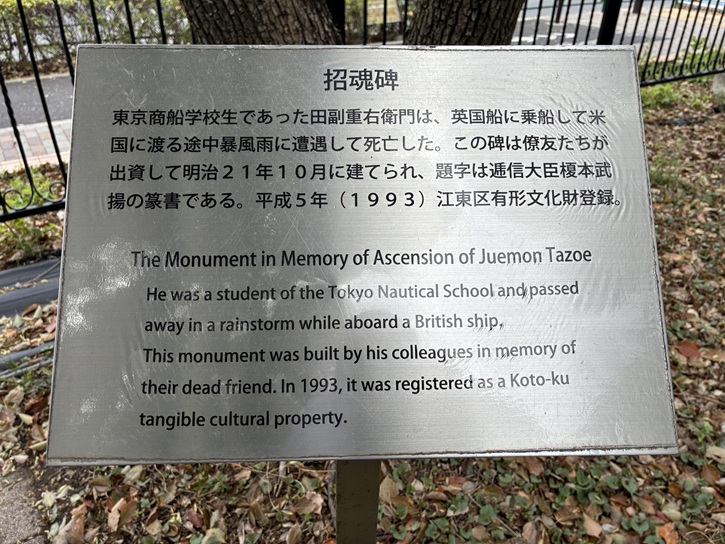 招魂碑
東京商船学校生であった田副重右衛門は、英国船に乗船して米
国に渡る途中暴風雨に遭遇して死亡した。この碑は僚友たちが
出資して明治２１年１０月に建てられ、題字は逓信大臣榎本武
揚の篆書である。平成５年（１９９３）江東区有形文化財登録。
The Monument in Memory of Ascension of Juemon Tazoe
He was a student of the Tokyo Nautical School and passed
away in a rainstorm while aboard a British ship.
This monument was built by his colleagues in memory of
their dead friend. In 1993, it was registered as a Koto-ku
tangible cultural property.